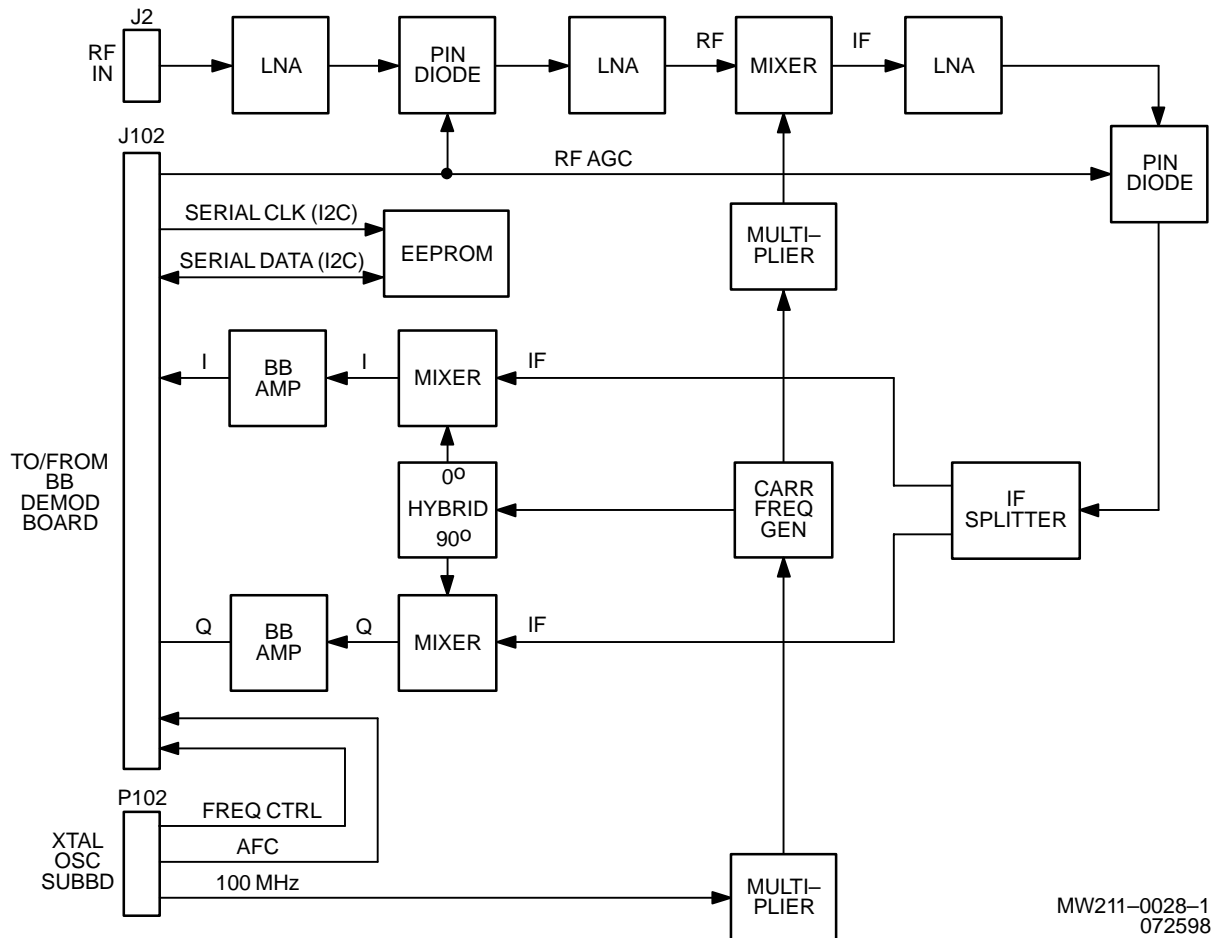 J2
RF
IN
LNA
PIN
DIODE
LNA
RF
MIXER
IF
LNA
J102
RF AGC
PIN
DIODE
SERIAL CLK (I2C)
SERIAL DATA (I2C)
EEPROM
MULTI–
PLIER
I
BB
AMP
I
MIXER
IF
TO/FROM
BB
DEMOD
BOARD
0o
HYBRID
90o
CARR
FREQ
GEN
IF
SPLITTER
Q
BB
AMP
Q
MIXER
IF
P102
XTAL
OSC
SUBBD
FREQ CTRL
AFC
100 MHz
MULTI–
PLIER
MW211–0028–1
072598